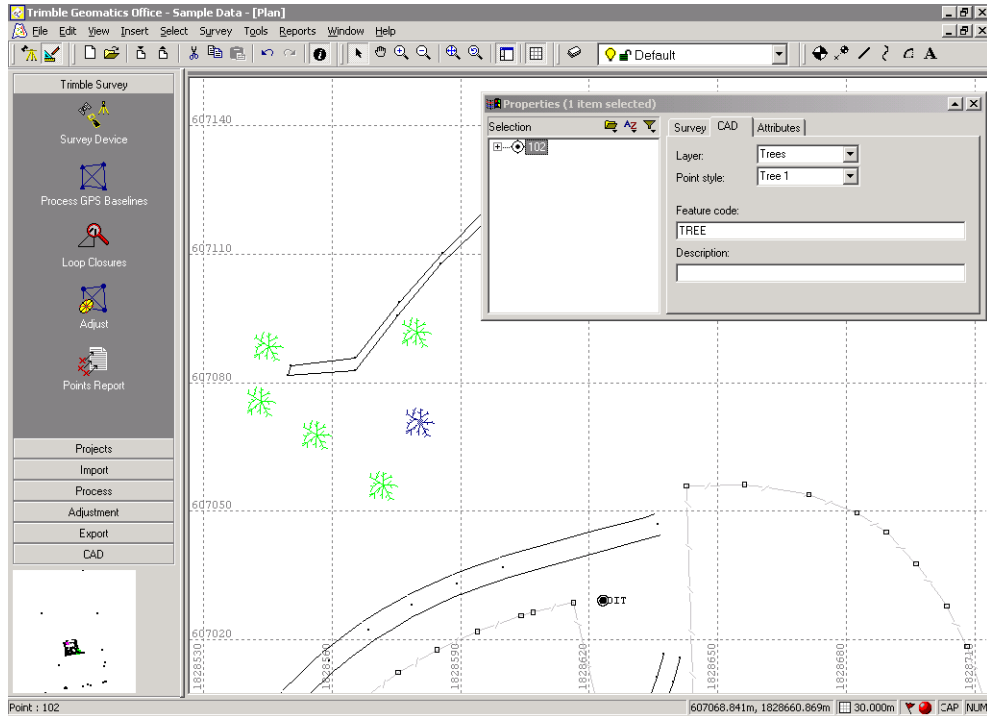 Trimble Geomatics Office - Sample Data - [Plan]
File Edit View Insert Select Survey Tools Reports Window Help
Default
A
Trimble Survey
Survey Device
Process GPS Baselines
Loop Closures
Adjust
Points Report
Projects
Import
Process
Adjustment
Export
CAD
Properties (1 item selected)
Selection
102
Survey CAD Attributes
Layer: Trees
Point style: Tree 1
Feature code:
TREE
Description:
607140
607110
607080
607050
607020
DIT
1828530
1828590
1828620
1828650
1828680
Point : 102
607068.841m, 1828660.869m 30.000m CAP NUM